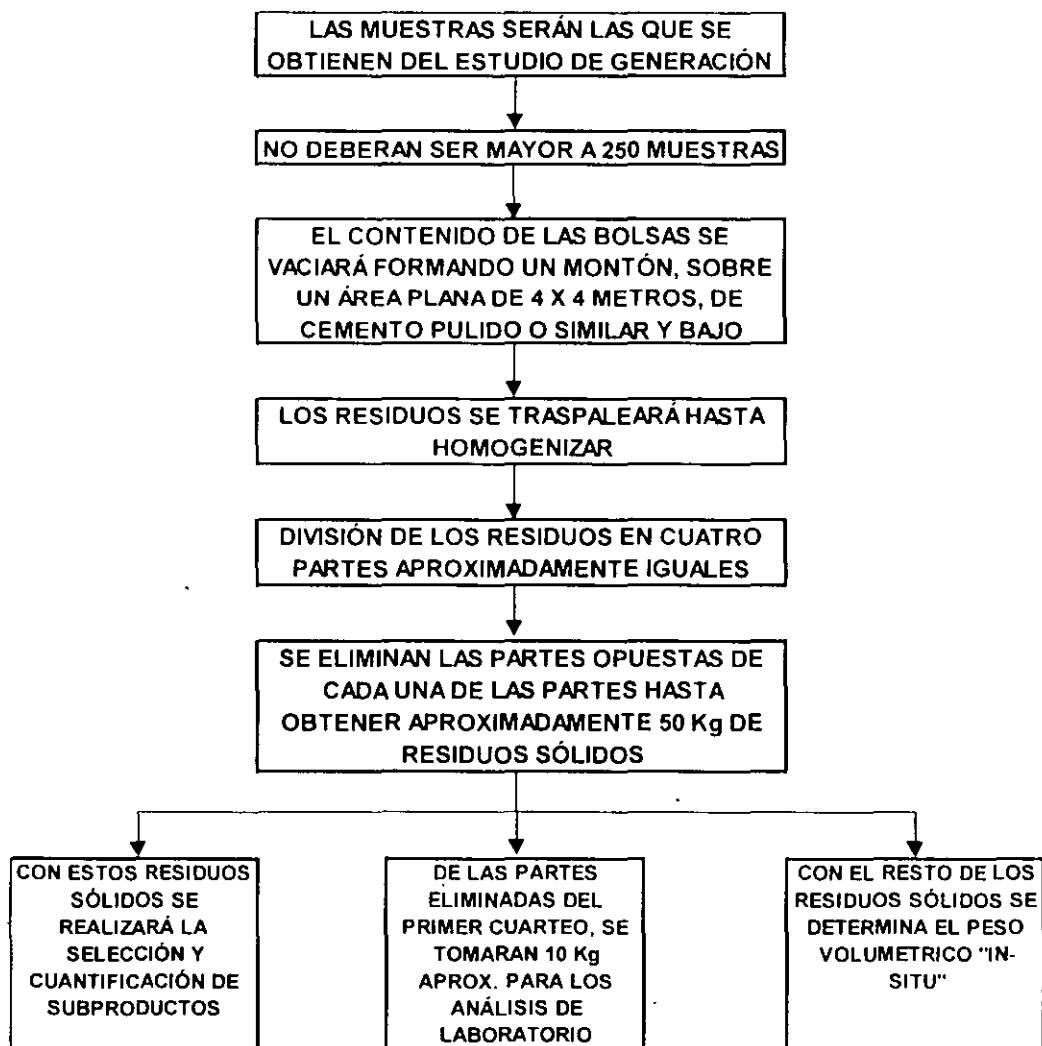 LAS MUESTRAS SERÁN LAS QUE SE
OBTIENEN DEL ESTUDIO DE GENERACIÓN
NO DEBERAN SER MAYOR A 250 MUESTRAS
EL CONTENIDO DE LAS BOLSAS SE
VACIARÁ FORMANDO UN MONTÓN, SOBRE
UN ÁREA PLANA DE 4 X 4 METROS, DE
CEMENTO PULIDO O SIMILAR Y BAJO
LOS RESIDUOS SE TRASPALEARÁ HASTA
HOMOGENIZAR
DIVISIÓN DE LOS RESIDUOS EN CUATRO
PARTES APROXIMADAMENTE IGUALES
SE ELIMINAN LAS PARTES OPUESTAS DE
CADA UNA DE LAS PARTES HASTA
OBTENER APROXIMADAMENTE 50 Kg DE
RESIDUOS SÓLIDOS
CON ESTOS RESIDUOS
SÓLIDOS SE
REALIZARÁ LA
SELECCIÓN Y
CUANTIFICACIÓN DE
SUBPRODUCTOS
DE LAS PARTES
ELIMINADAS DEL
PRIMER CUARTEO, SE
TOMARAN 10 Kg
APROX. PARA LOS
ANÁLISIS DE
LABORATORIO
CON EL RESTO DE LOS
RESIDUOS SÓLIDOS SE
DETERMINA EL PESO
VOLUMETRICO "IN-
SITU"